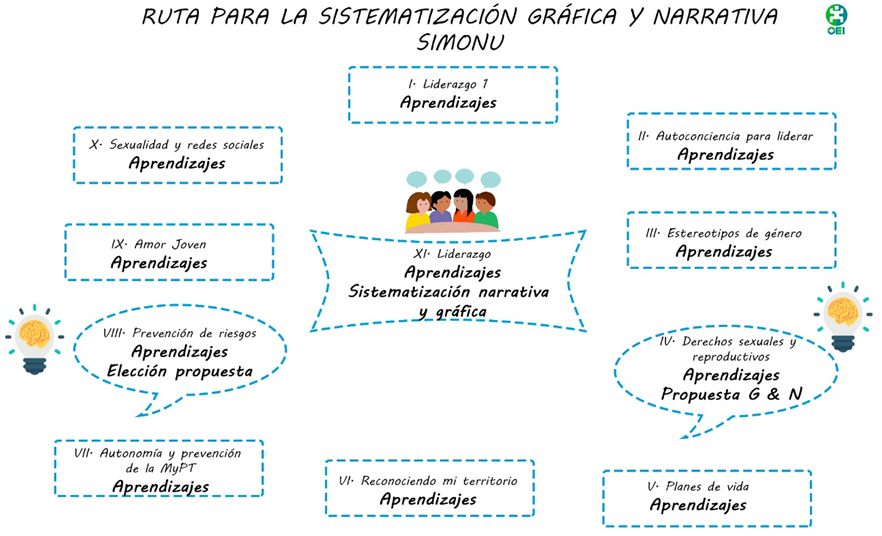 RUTA PARA LA SISTEMATIZACIÓN GRÁFICA Y NARRATIVA
SIMONU
OEI
I. Liderazgo 1
Aprendizajes
II. Autoconciencia para liderar
Aprendizajes
III. Estereotipos de género
Aprendizajes
IV. Derechos sexuales y
reproductivos
Aprendizajes
Propuesta G & N
V. Planes de vida
Aprendizajes
VI. Reconociendo mi territorio
Aprendizajes
VII. Autonomía y prevención
de la MyPT
Aprendizajes
VIII. Prevención de riesgos
Aprendizajes
Elección propuesta
IX. Amor Joven
Aprendizajes
X. Sexualidad y redes sociales
Aprendizajes
XI. Liderazgo
Aprendizajes
Sistematización narrativa
y gráfica